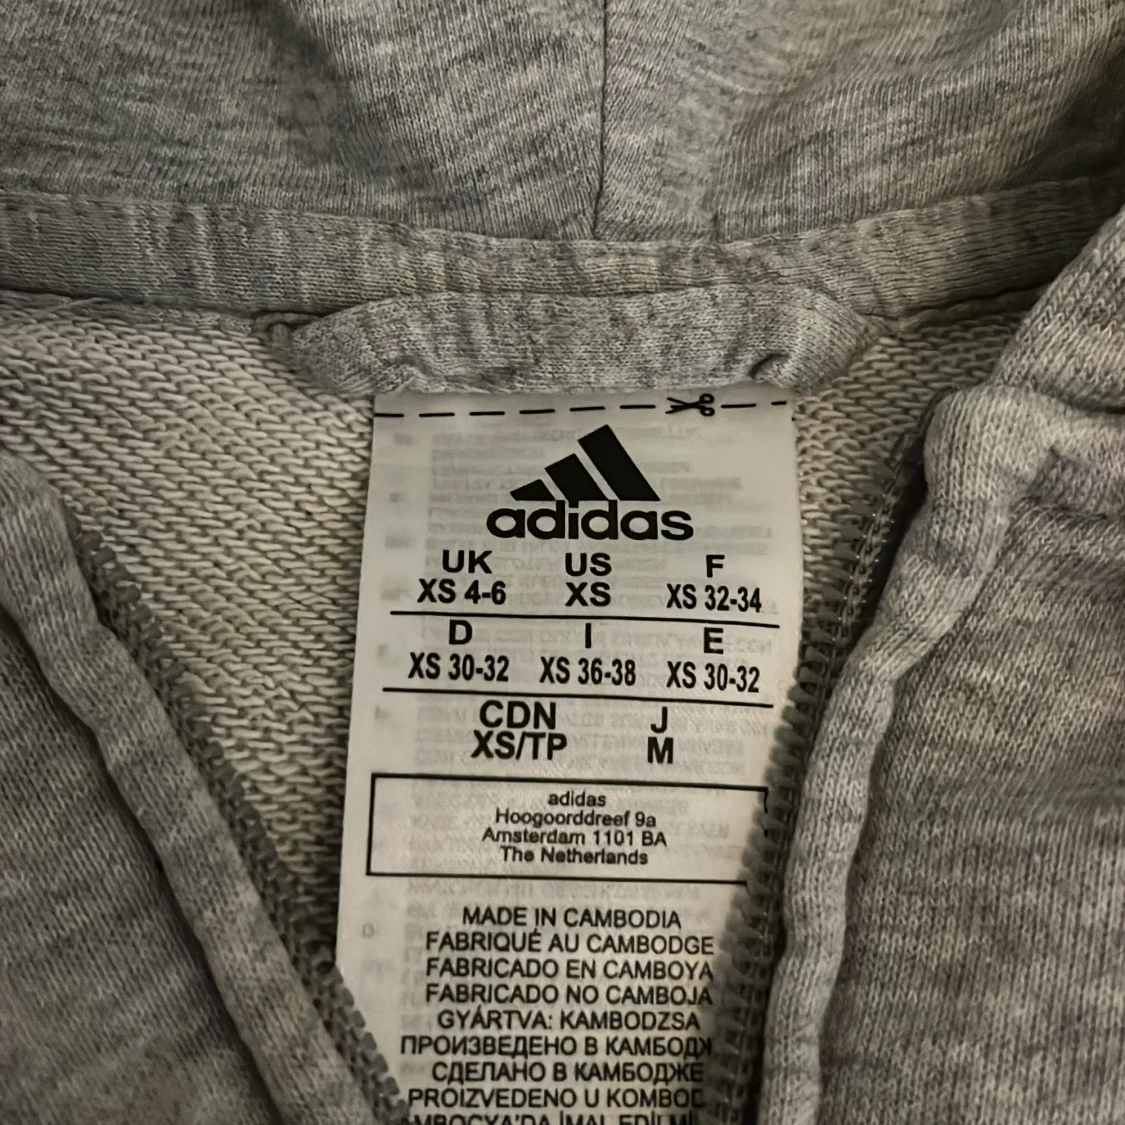 adidas
UK US F
XS 4-6 XS XS 32-34
D I E
XS 30-32 XS 36-38 XS 30-32
CDN J
XS/TP M
adidas
Hoogoorddreef 9a
Amsterdam 1101 BA
The Netherlands
MADE IN CAMBODIA
FABRIQUÉ AU CAMBODGE
FABRICADO EN CAMBOYA
FABRICADO NO CAMBOJA
GYÁRTVA: KAMBODZSA
ПРОИЗВЕДЕНО В
СДЕЛАНО В КАМБОДЖЕ
PROIZVEDENO U